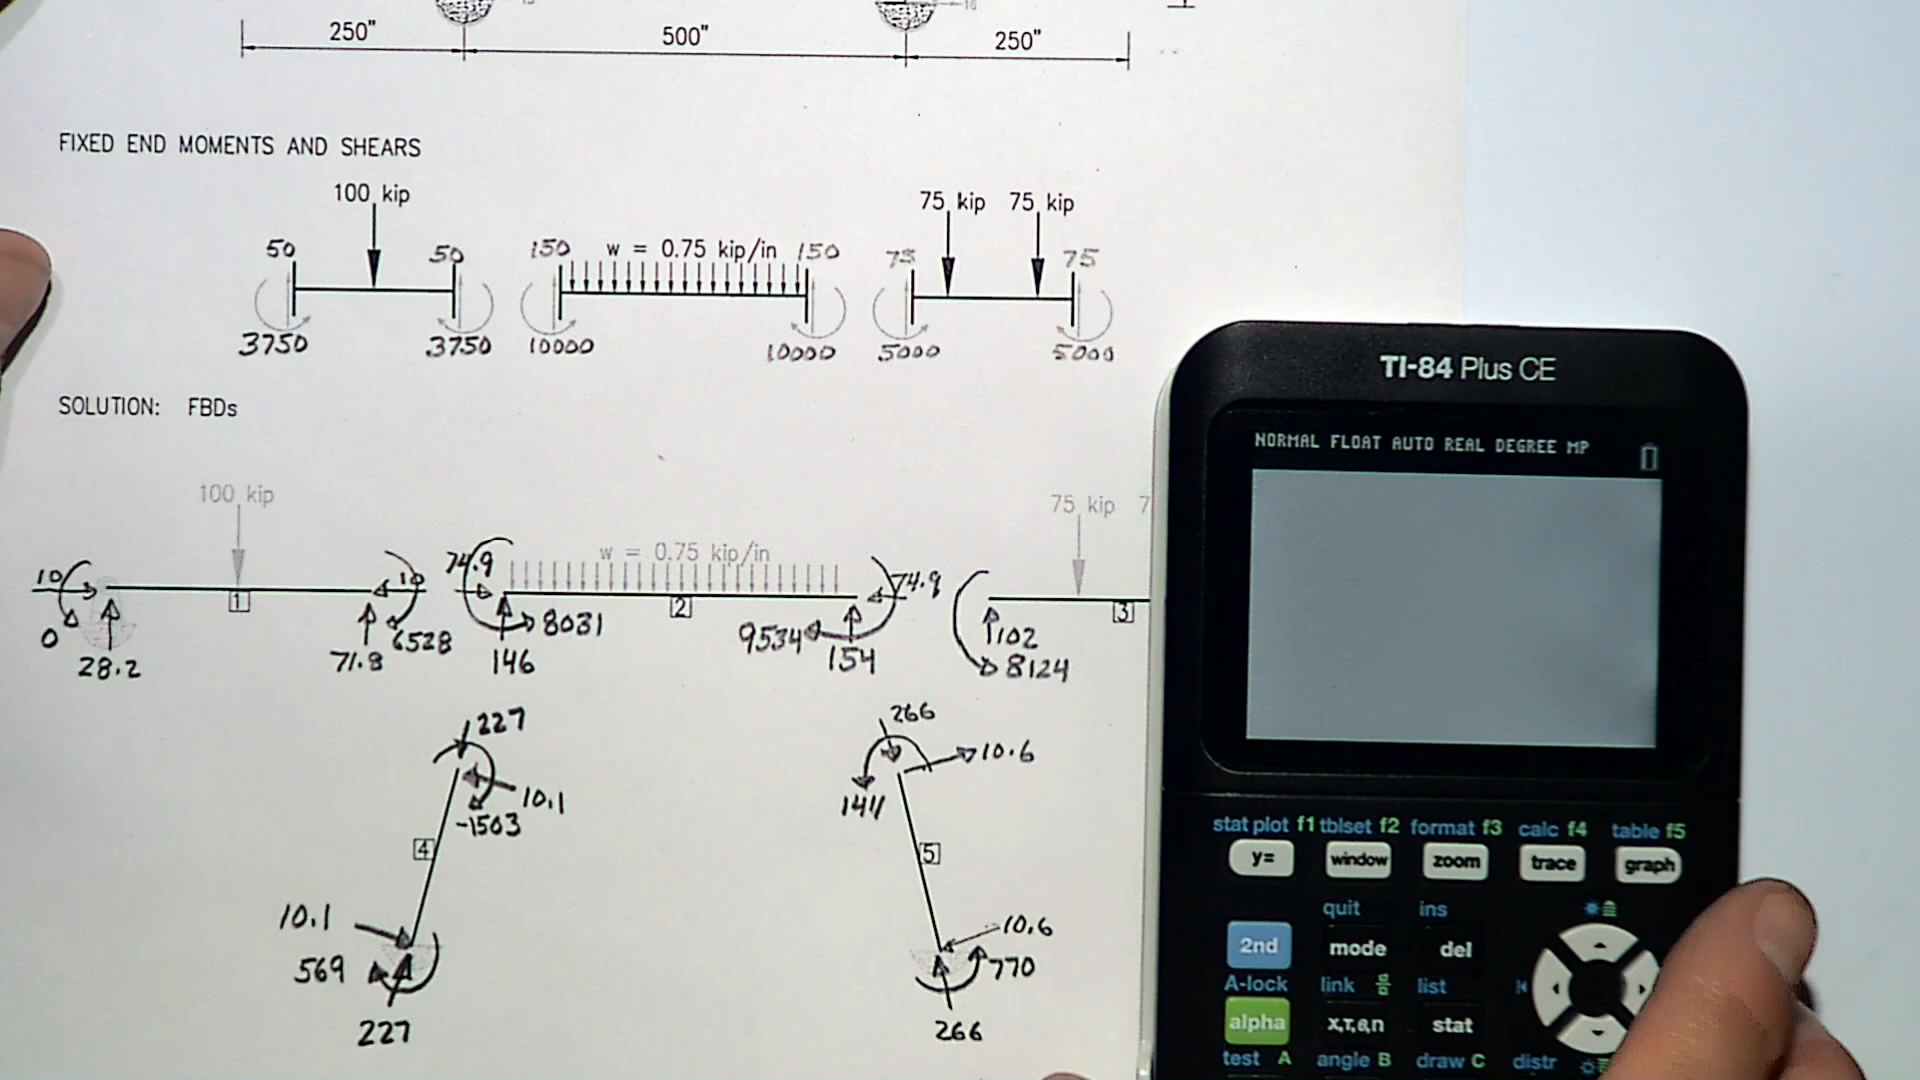 250" 500" 250"
FIXED END MOMENTS AND SHEARS
100 kip
75 kip 75 kip
50 50 150 w = 0.75 kip/in 150 75 75
3750 3750 10000 10000 5000 5000
SOLUTION: FBDs
100 kip
w = 0.75 kip/in
75 kip 7
10 10 74.9 74.9
1 2 3
0 28.2 71.8 6528 146 8031 9534 154 102 8124
227 266
10.1 10.6
-1503 144
4 5
10.1 10.6
569 770
227 266
TI-84 Plus CE
NORMAL FLOAT AUTO REAL DEGREE MP
stat plot f1 tblset f2 format f3 calc f4 table f5
y= window zoom trace graph
quit ins
2nd mode del
A-lock link list
alpha X,T,θ,n stat
test A angle B draw C distr